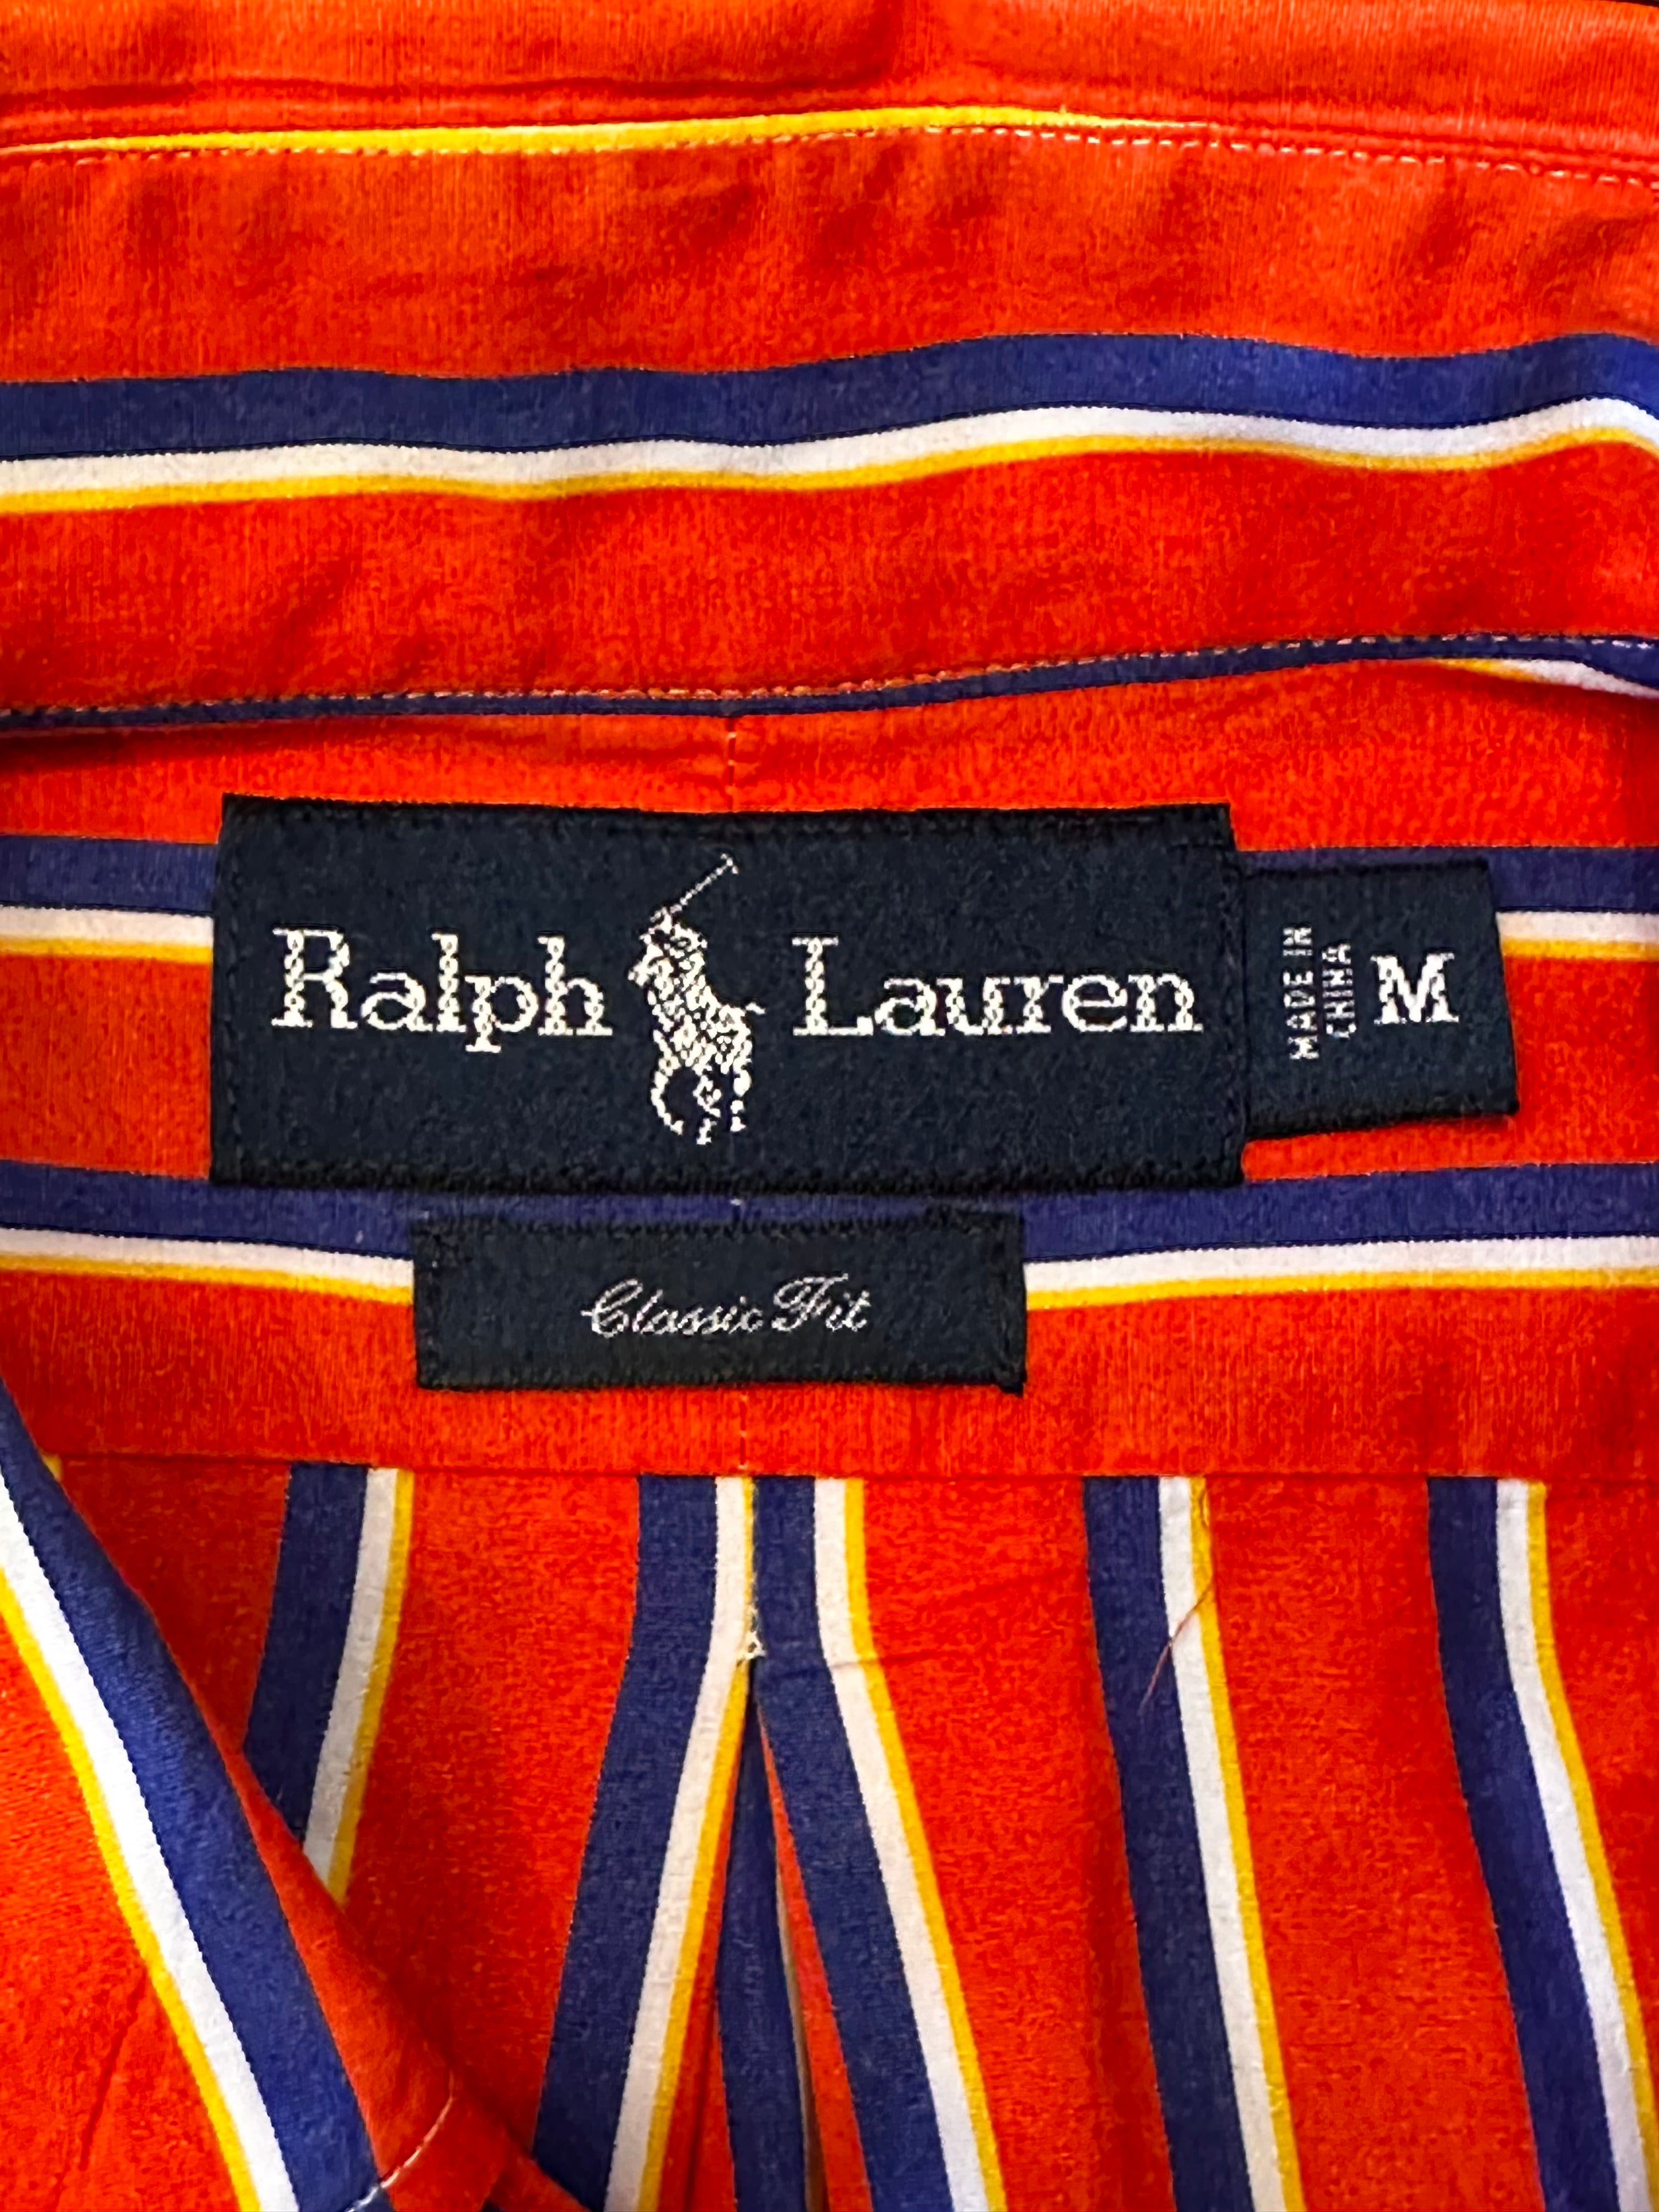 Ralph Lauren
MADE IN
CHINA
M
Classic Fit